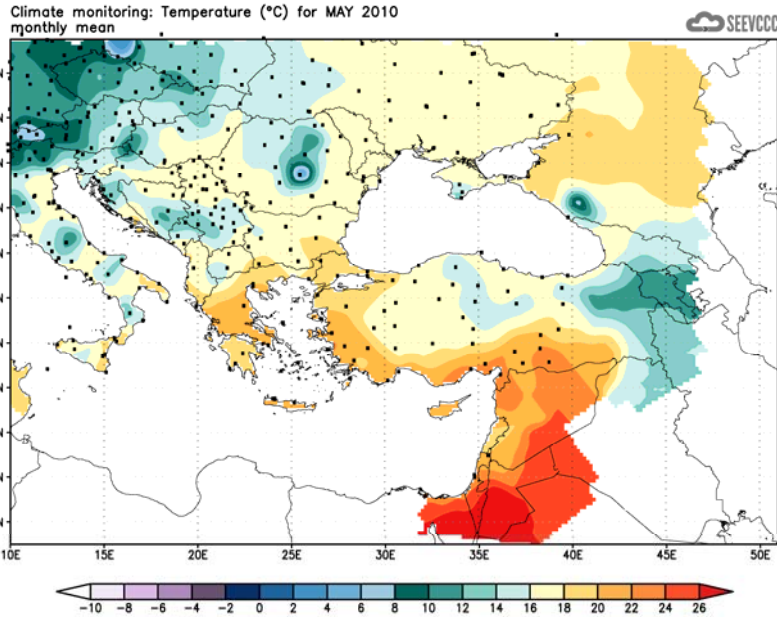 Climate monitoring: Temperature (°C) for MAY 2010
monthly mean
SEEVCCC
N
N
N
N
N
N
N
N
N
N
N
10E 15E 20E 25E 30E 35E 40E 45E 50E
-10 -8 -6 -4 -2 0 2 4 6 8 10 12 14 16 18 20 22 24 26